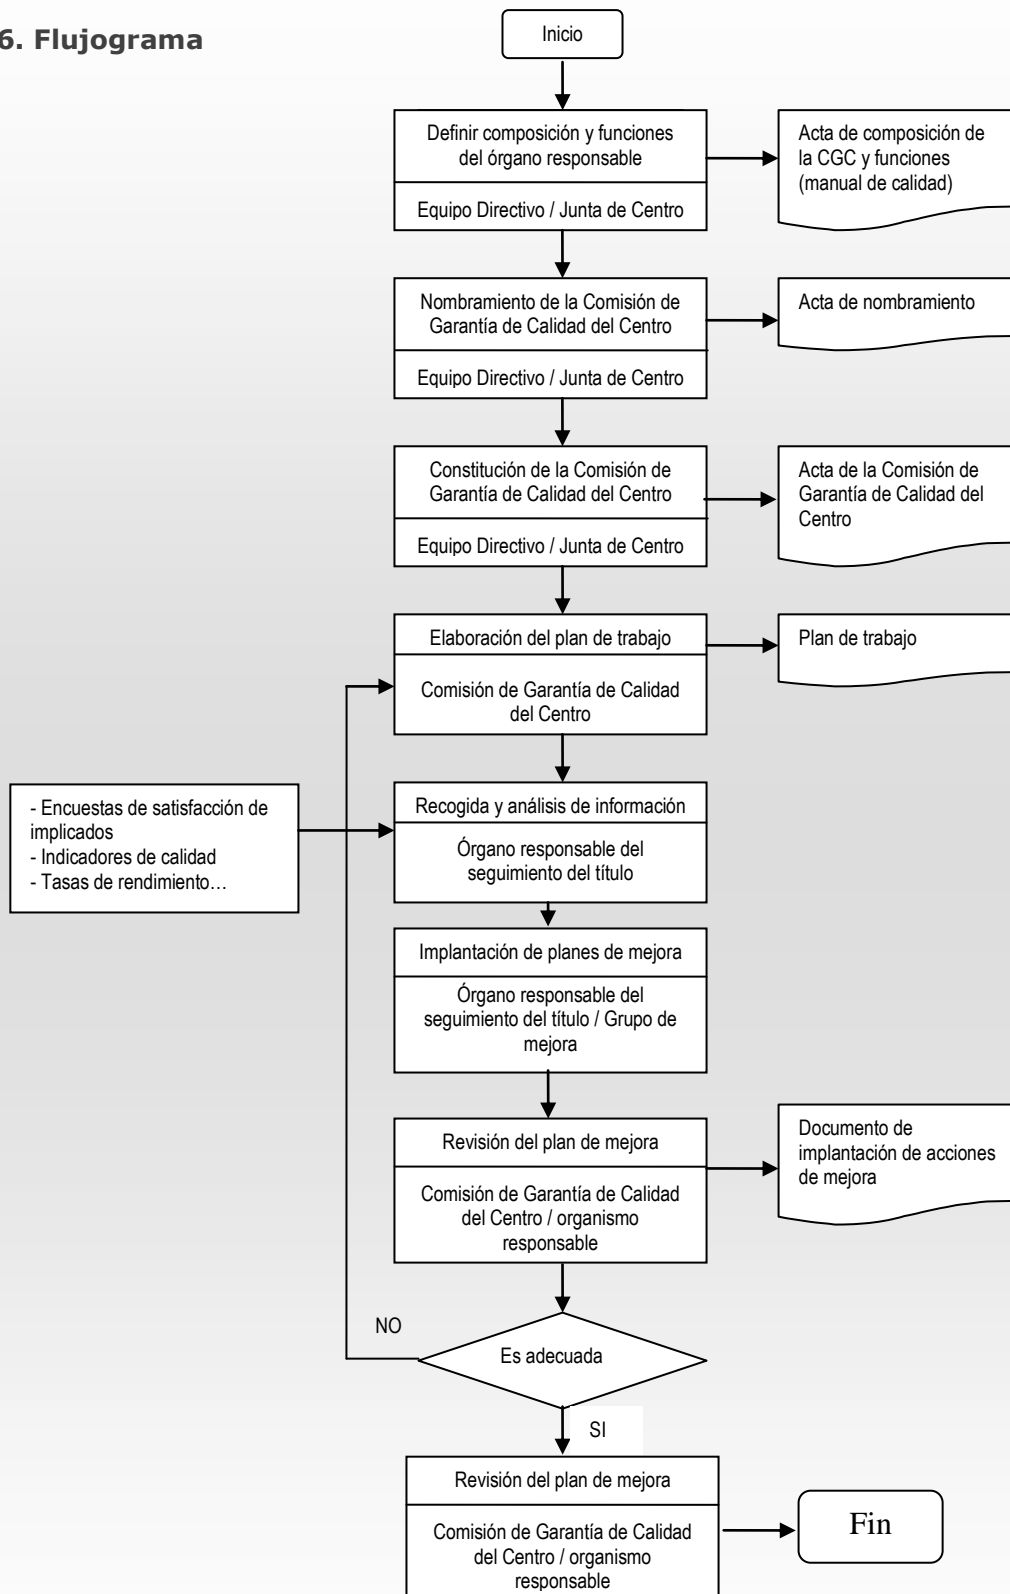 6. Flujograma
Inicio
Definir composición y funciones
del órgano responsable
Equipo Directivo / Junta de Centro
Acta de composición de
la CGC y funciones
(manual de calidad)
Nombramiento de la Comisión de
Garantía de Calidad del Centro
Equipo Directivo / Junta de Centro
Acta de nombramiento
Constitución de la Comisión de
Garantía de Calidad del Centro
Equipo Directivo / Junta de Centro
Acta de la Comisión de
Garantía de Calidad del
Centro
Elaboración del plan de trabajo
Comisión de Garantía de Calidad
del Centro
Plan de trabajo
- Encuestas de satisfacción de
implicados
- Indicadores de calidad
- Tasas de rendimiento…
Recogida y análisis de información
Órgano responsable del
seguimiento del título
Implantación de planes de mejora
Órgano responsable del
seguimiento del título / Grupo de
mejora
Revisión del plan de mejora
Comisión de Garantía de Calidad
del Centro / organismo
responsable
Documento de
implantación de acciones
de mejora
NO
Es adecuada
SI
Revisión del plan de mejora
Comisión de Garantía de Calidad
del Centro / organismo
responsable
Fin